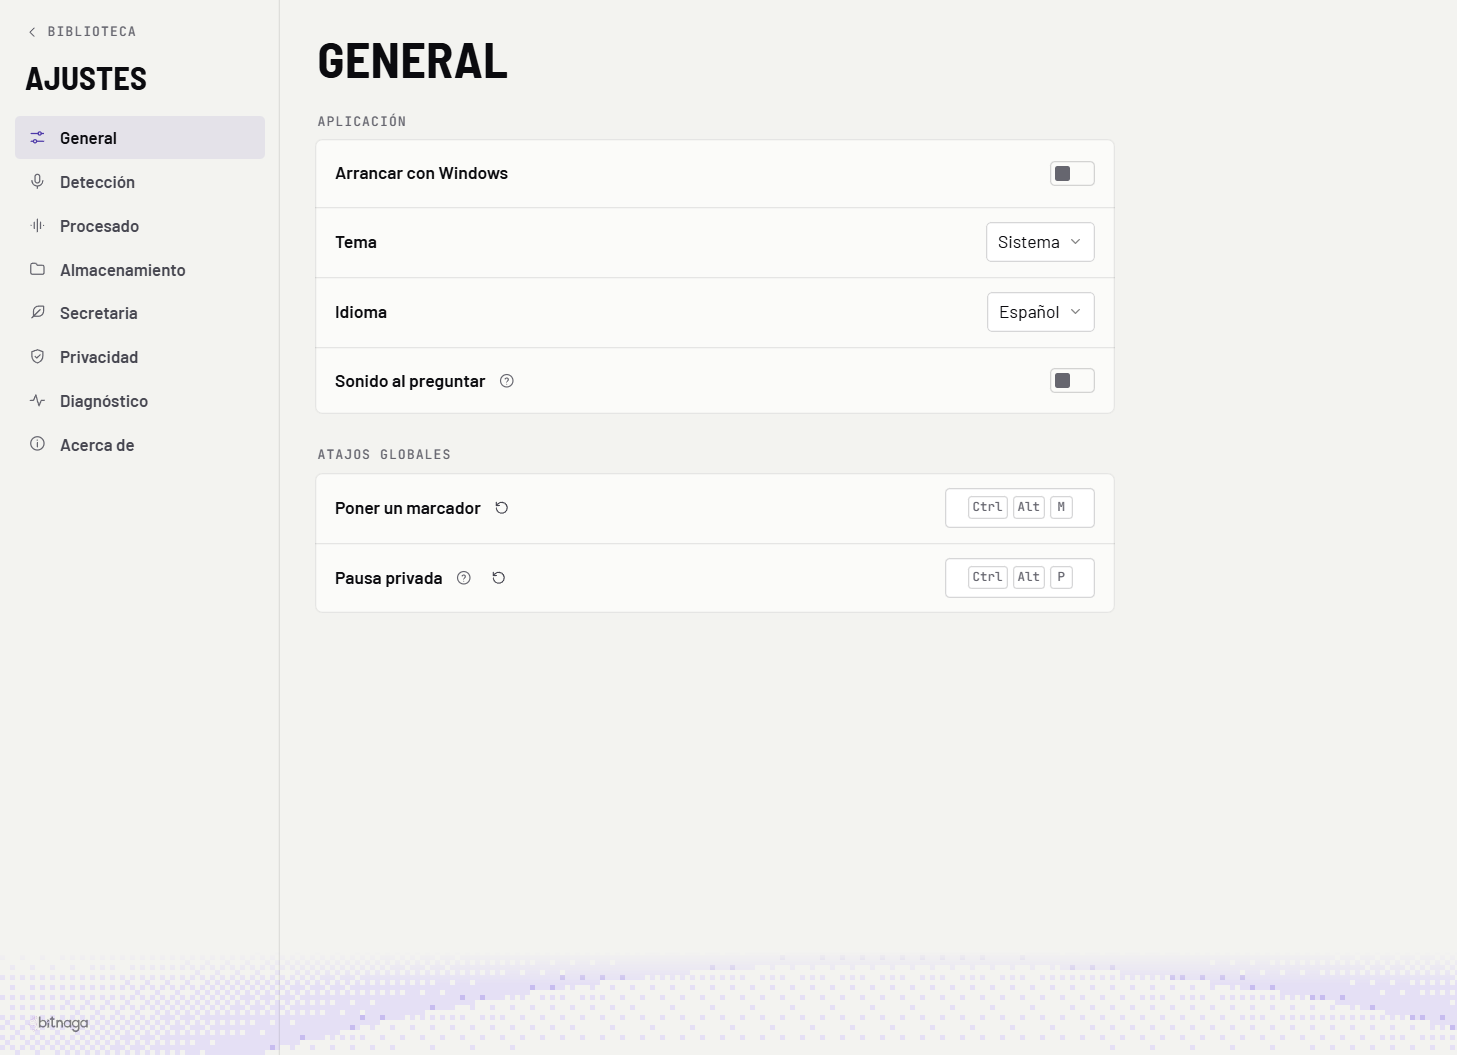 BIBLIOTECA
AJUSTES
General
Detección
Procesado
Almacenamiento
Secretaria
Privacidad
Diagnóstico
Acerca de
bitnaga
GENERAL
APLICACIÓN
Arrancar con Windows
Tema
Sistema
Idioma
Español
Sonido al preguntar
ATAJOS GLOBALES
Poner un marcador
Ctrl Alt M
Pausa privada
Ctrl Alt P